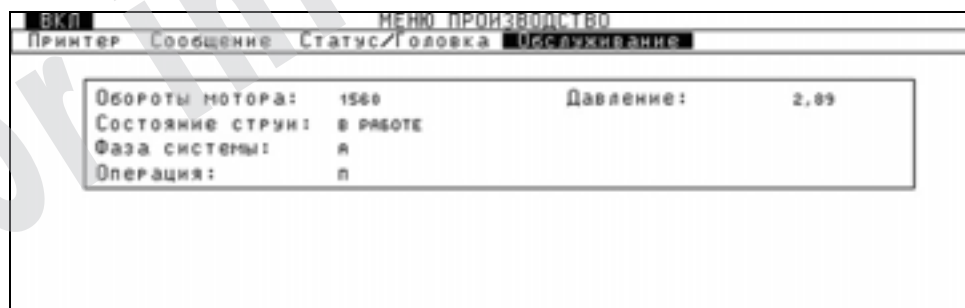 ВКЛ МЕНЮ ПРОИЗВОДСТВО
Принтер Сообщение Статус/Головка Обслуживание
Обороты мотора: 1560 Давление: 2,89
Состояние струи: В РАБОТЕ
Фаза системы: А
Операция: П